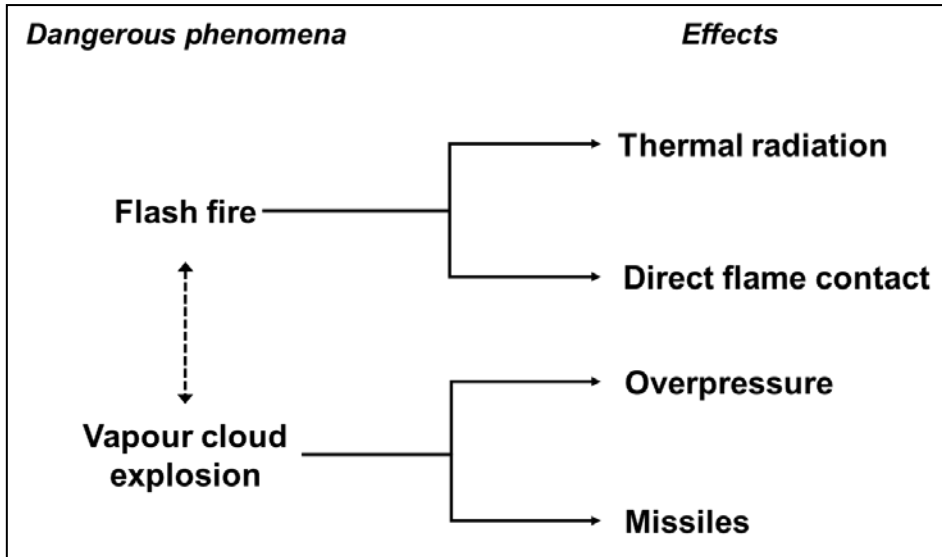 Dangerous phenomena
Effects
Thermal radiation
Flash fire
Direct flame contact
Overpressure
Vapour cloud
explosion
Missiles